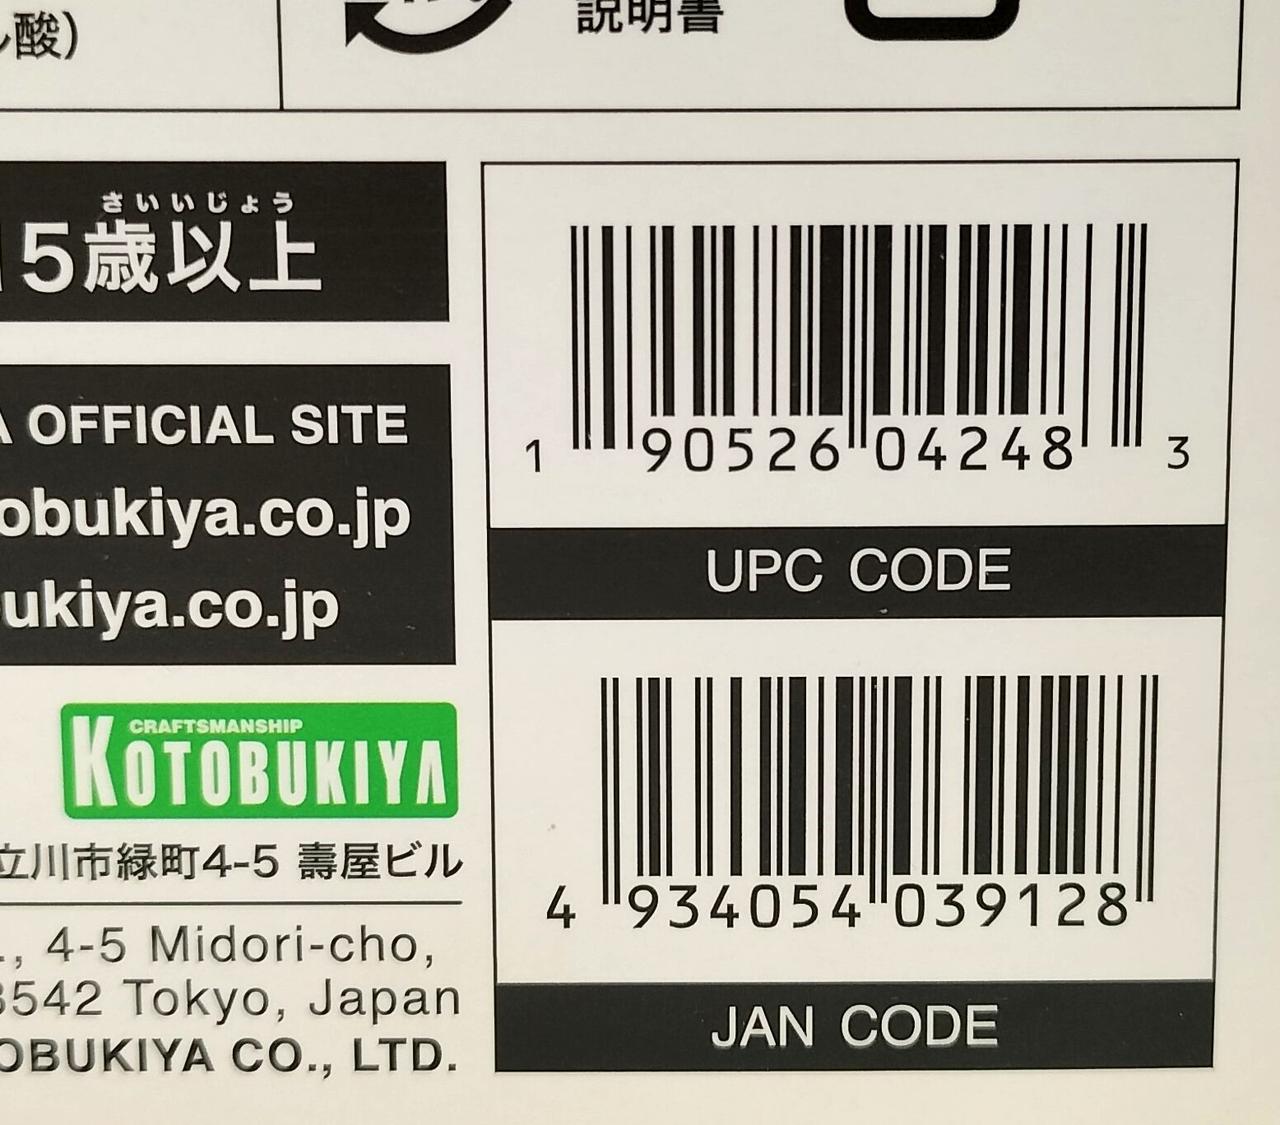 酸)
説明書
さいいじょう
15歳以上
OFFICIAL SITE
obukiya.co.jp
ukiya.co.jp
CRAFTSMANSHIP
KOTOBUKIYA
立川市緑町4-5 壽屋ビル
., 4-5 Midori-cho,
3542 Tokyo, Japan
OBUKIYA CO., LTD.
1 90526 04248 3
UPC CODE
4 934054 039128
JAN CODE